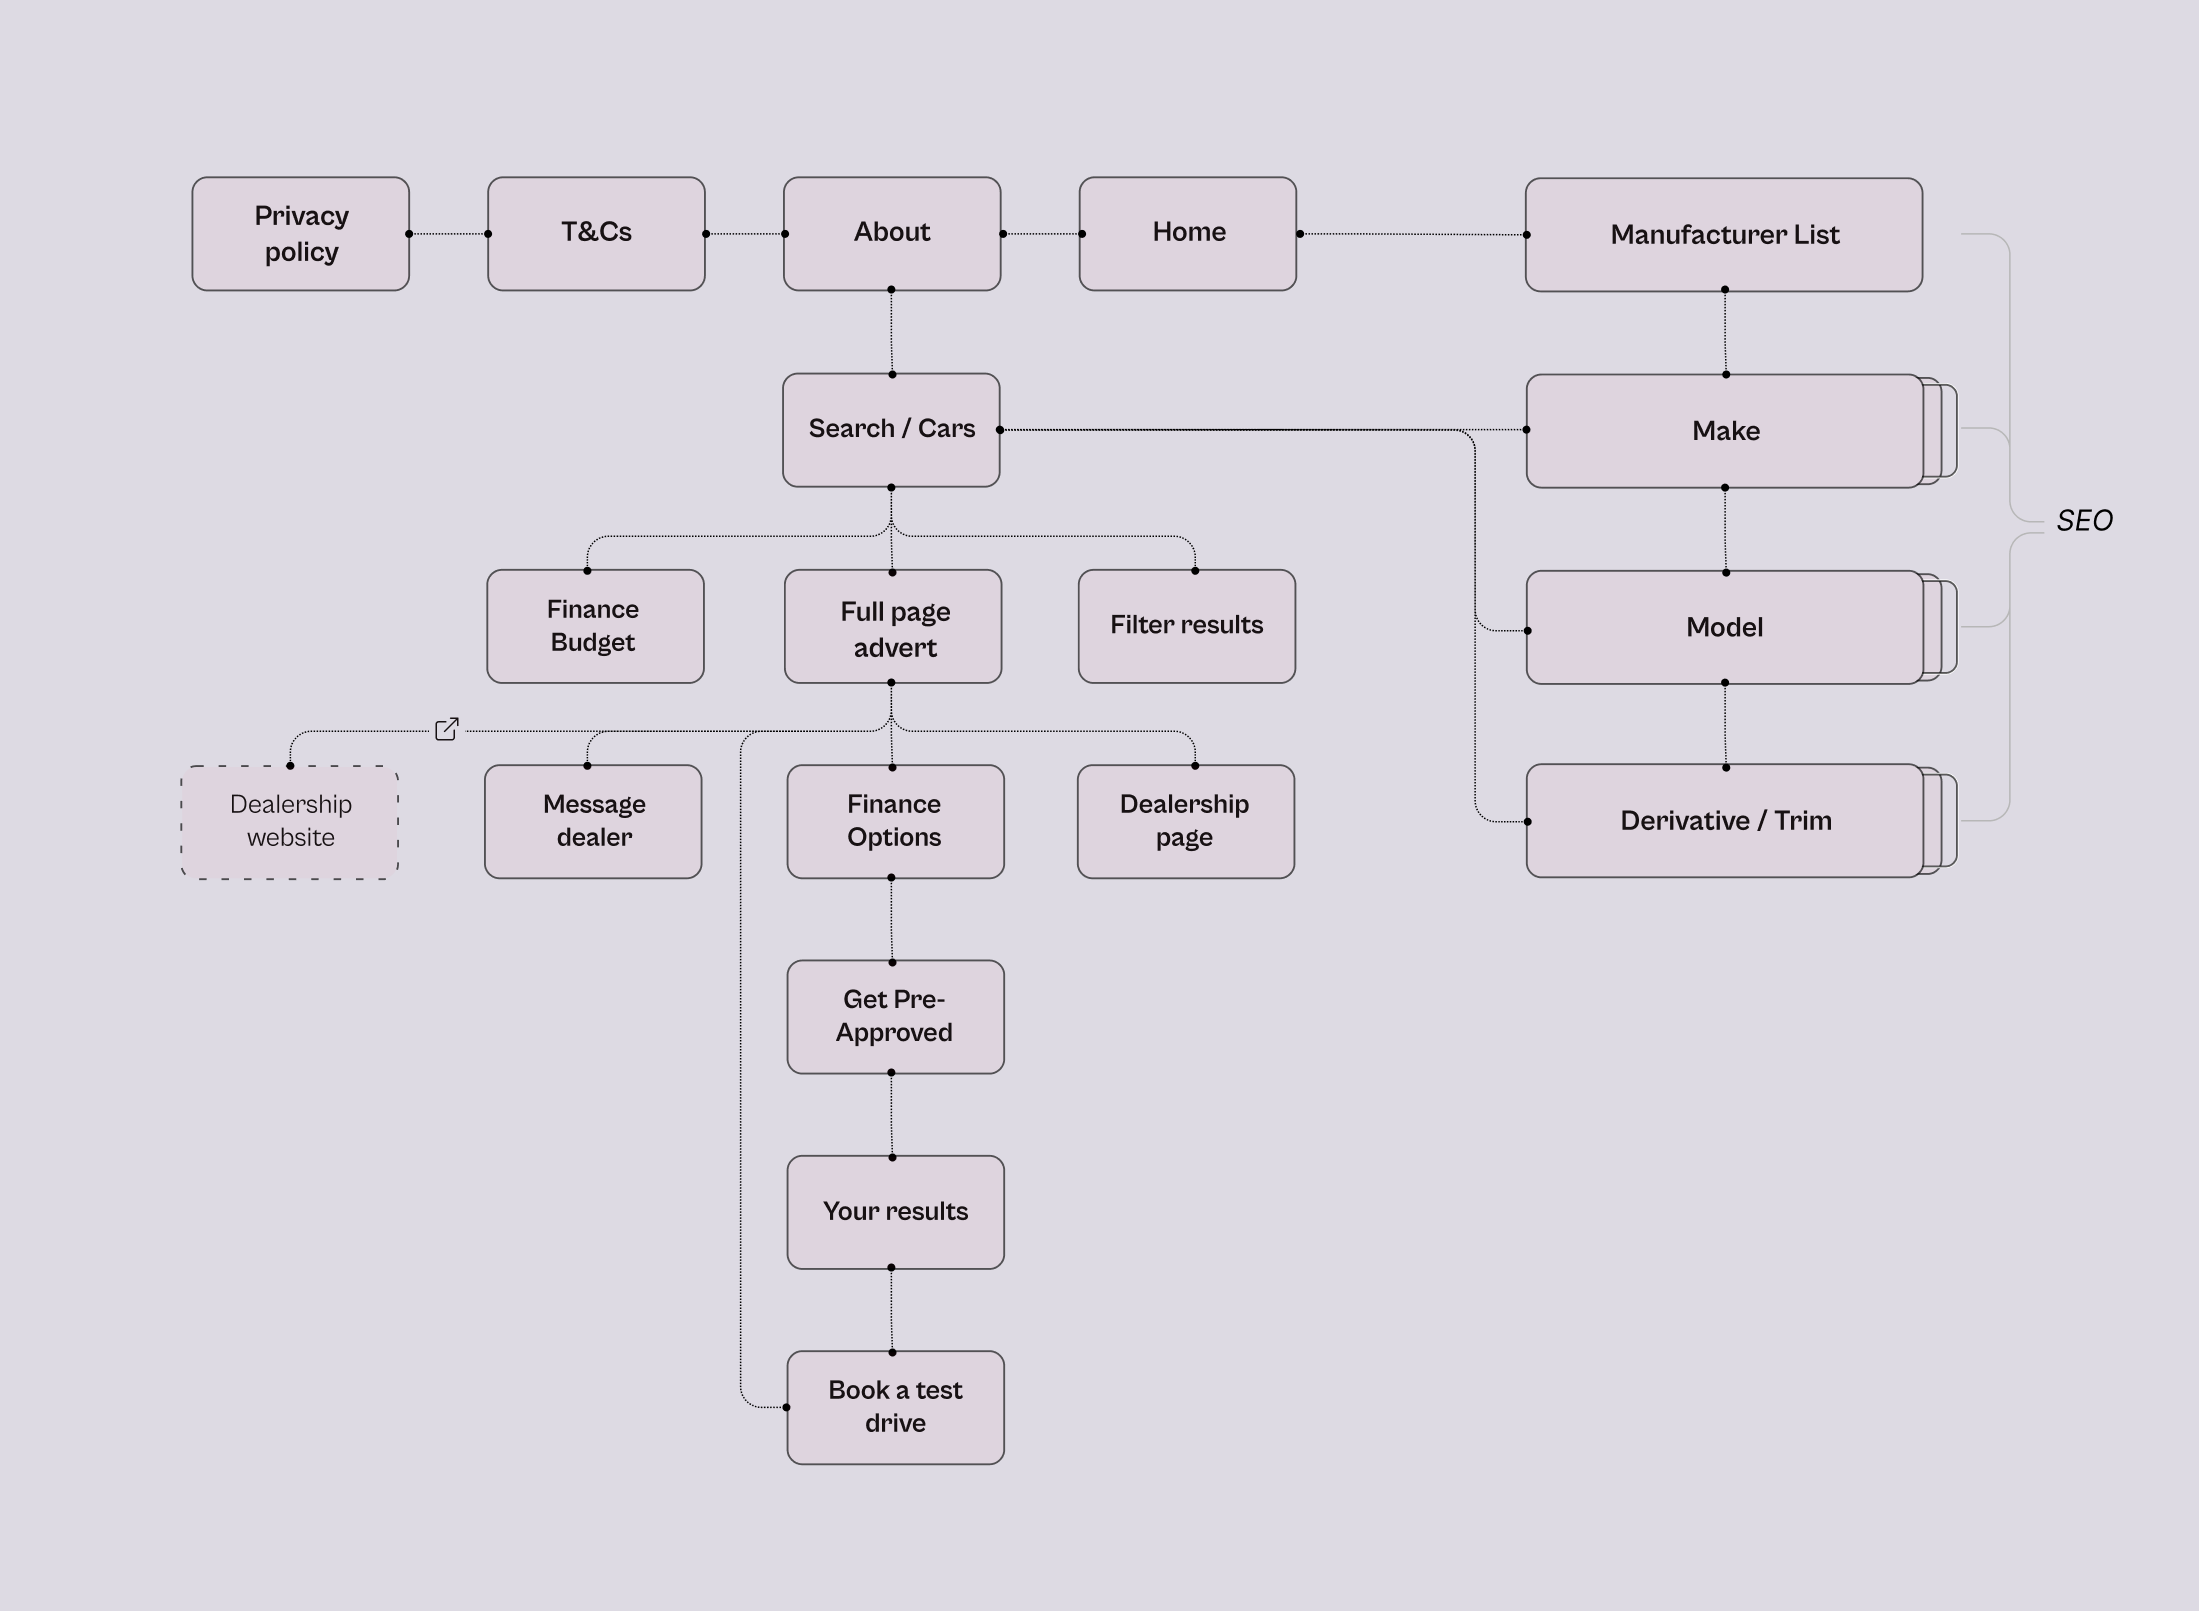 Privacy
policy
T&Cs
About
Home
Manufacturer List
Search / Cars
Make
SEO
Finance
Budget
Full page
advert
Filter results
Model
Dealership
website
Message
dealer
Finance
Options
Dealership
page
Derivative / Trim
Get Pre-
Approved
Your results
Book a test
drive